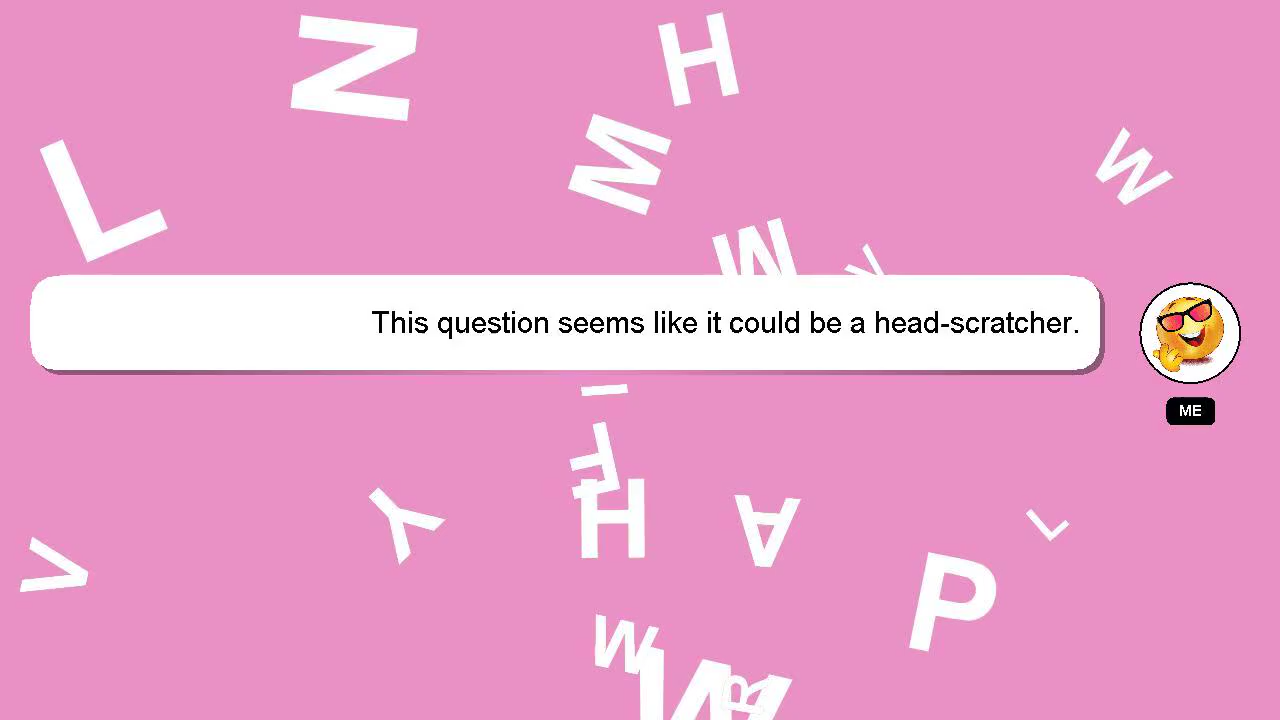 N
H
M
W
L
W
V
This question seems like it could be a head-scratcher.
ME
I
F
H
Y
A
L
V
P
W
W
R